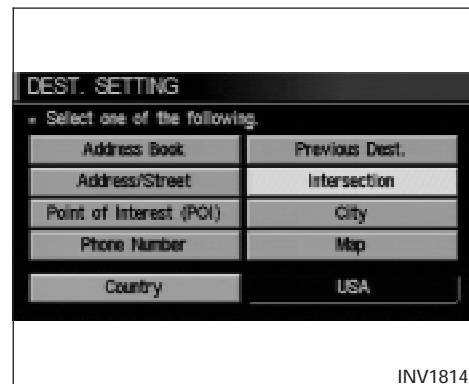 DEST. SETTING
Select one of the following.
Address Book Previous Dest.
Address/Street Intersection
Point of Interest (POI) City
Phone Number Map
Country USA
INV1814